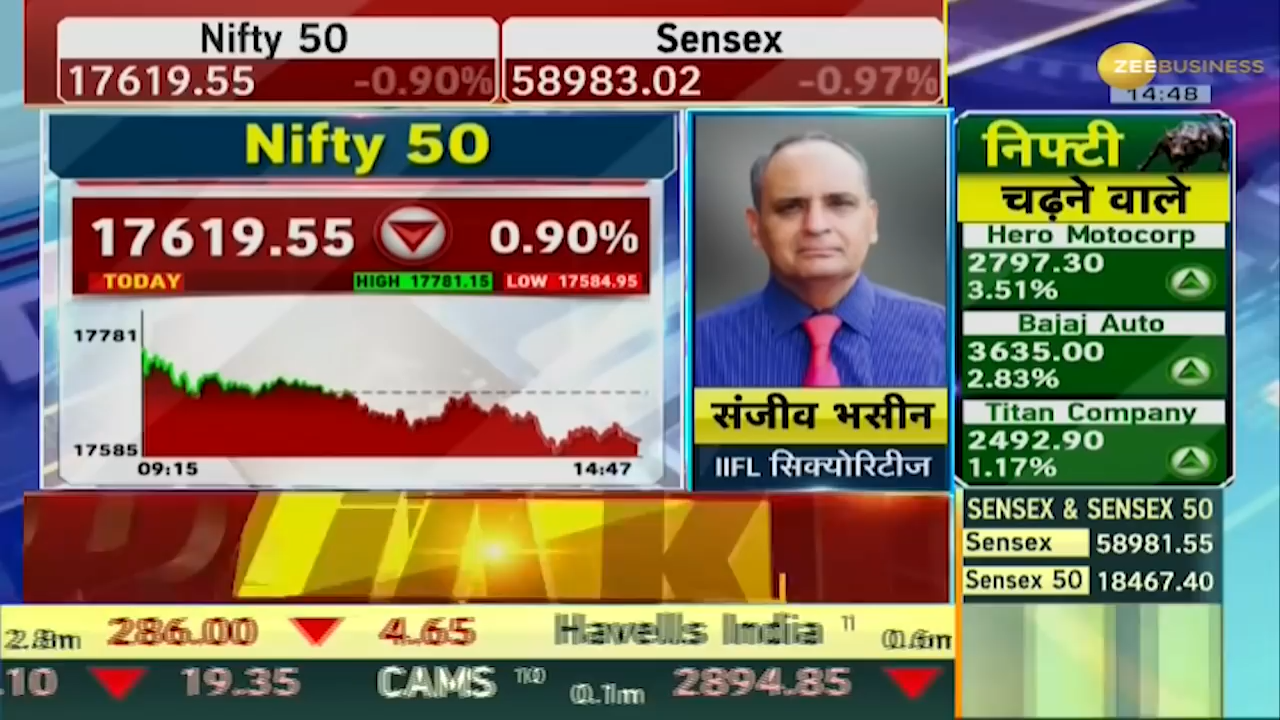 Nifty 50
17619.55 -0.90%
Sensex
58983.02 -0.97%
ZEEBUSINESS
14:48
Nifty 50
17619.55 0.90%
TODAY HIGH 17781.15 LOW 17584.95
17781
17585
09:15 14:47
संजीव भसीन
IIFL सिक्योरिटीज
निफ्टी
चढ़ने वाले
Hero Motocorp
2797.30
3.51%
Bajaj Auto
3635.00
2.83%
Titan Company
2492.90
1.17%
SENSEX & SENSEX 50
Sensex 58981.55
Sensex 50 18467.40
286.00 4.65 Havells India
.10 19.35 CAMS 0.1m 2894.85